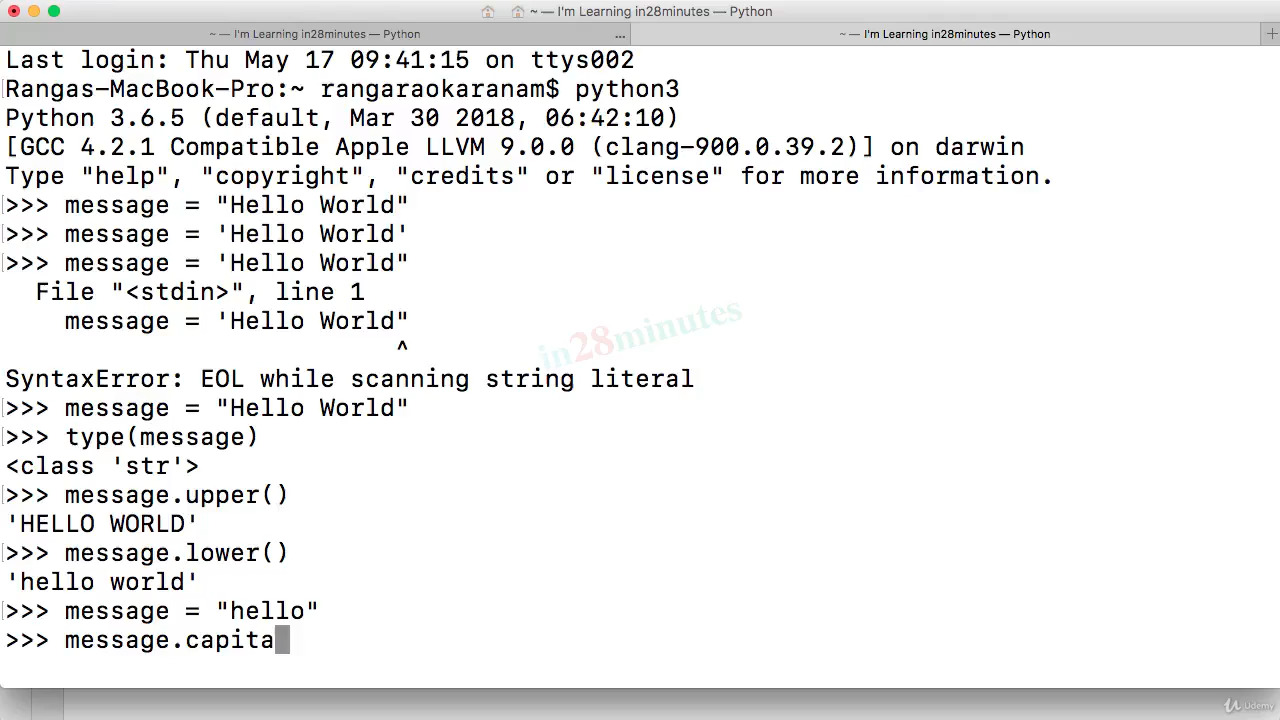 ~ — I'm Learning in28minutes — Python
~ — I'm Learning in28minutes — Python ...
~ — I'm Learning in28minutes — Python +
Last login: Thu May 17 09:41:15 on ttys002
[Rangas-MacBook-Pro:~ rangaraokaranam$ python3
Python 3.6.5 (default, Mar 30 2018, 06:42:10)
[GCC 4.2.1 Compatible Apple LLVM 9.0.0 (clang-900.0.39.2)] on darwin
Type "help", "copyright", "credits" or "license" for more information.
[>>> message = "Hello World"
[>>> message = 'Hello World'
[>>> message = 'Hello World"
  File "<stdin>", line 1
    message = 'Hello World"
                          ^
SyntaxError: EOL while scanning string literal
[>>> message = "Hello World"
[>>> type(message)
<class 'str'>
[>>> message.upper()
'HELLO WORLD'
[>>> message.lower()
'hello world'
[>>> message = "hello"
>>> message.capita
in28minutes
Udemy